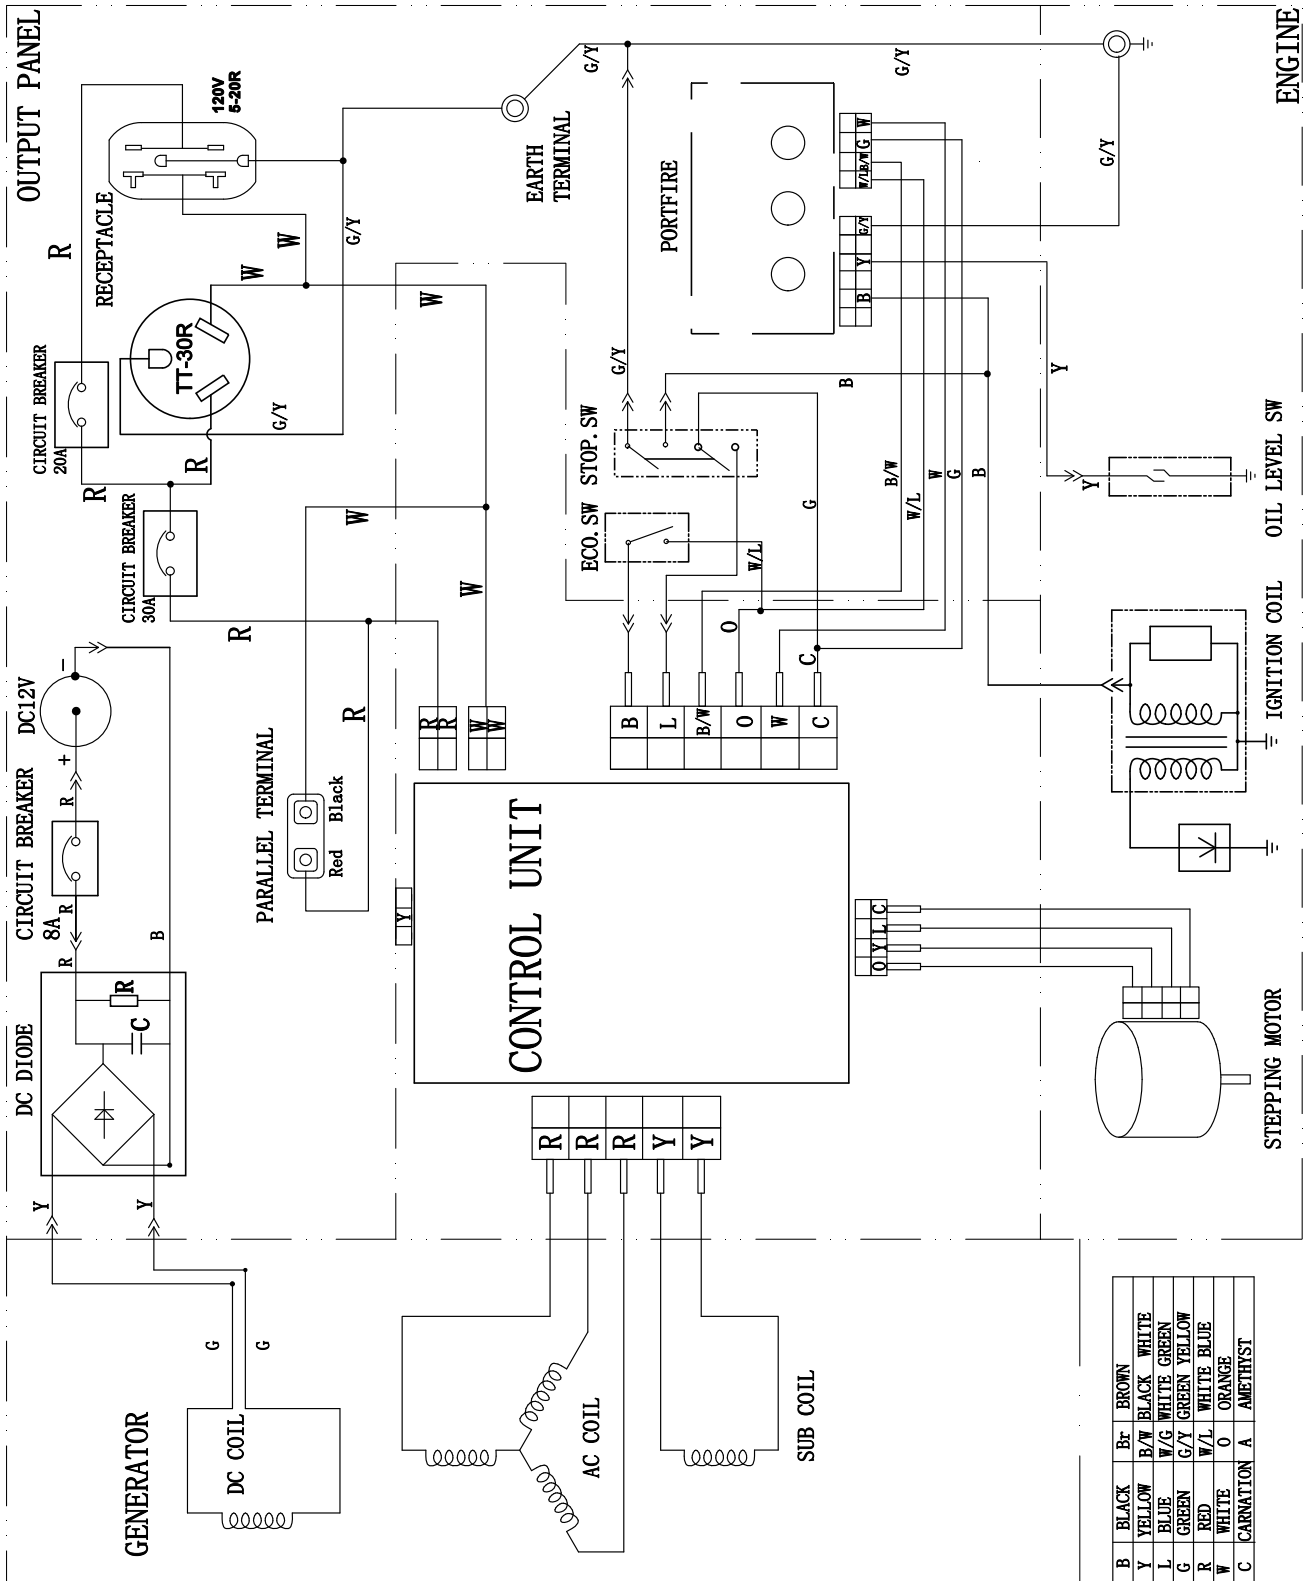 OUTPUT PANEL
120V
5-20R
RECEPTACLE
R
W
W
G/Y
CIRCUIT BREAKER
20A
TT-30R
G/Y
R
R
CIRCUIT BREAKER
30A
R
W
W
W
DC12V
+
-
CIRCUIT BREAKER
8A
R
R
R
B
DC DIODE
R
C
Y
Y
PARALLEL TERMINAL
Red
Black
R
R
R
W
W
Y
EARTH
TERMINAL
G/Y
G/Y
G/Y
G/Y
PORTFIRE
W
G
B/W
W/L
G/Y
Y
B
STOP.SW
ECO.SW
B
B/W
W/L
W
G
B
G
W/L
O
C
B
L
B/W
O
W
C
CONTROL UNIT
R
R
R
Y
Y
O
Y
L
C
ENGINE
Y
Y
OIL LEVEL SW
IGNITION COIL
STEPPING MOTOR
GENERATOR
G
G
DC COIL
AC COIL
SUB COIL
B BLACK Br BROWN
Y YELLOW B/W BLACK WHITE
L BLUE W/G WHITE GREEN
G GREEN G/Y GREEN YELLOW
R RED W/L WHITE BLUE
W WHITE O ORANGE
C CARNATION A AMETHYST